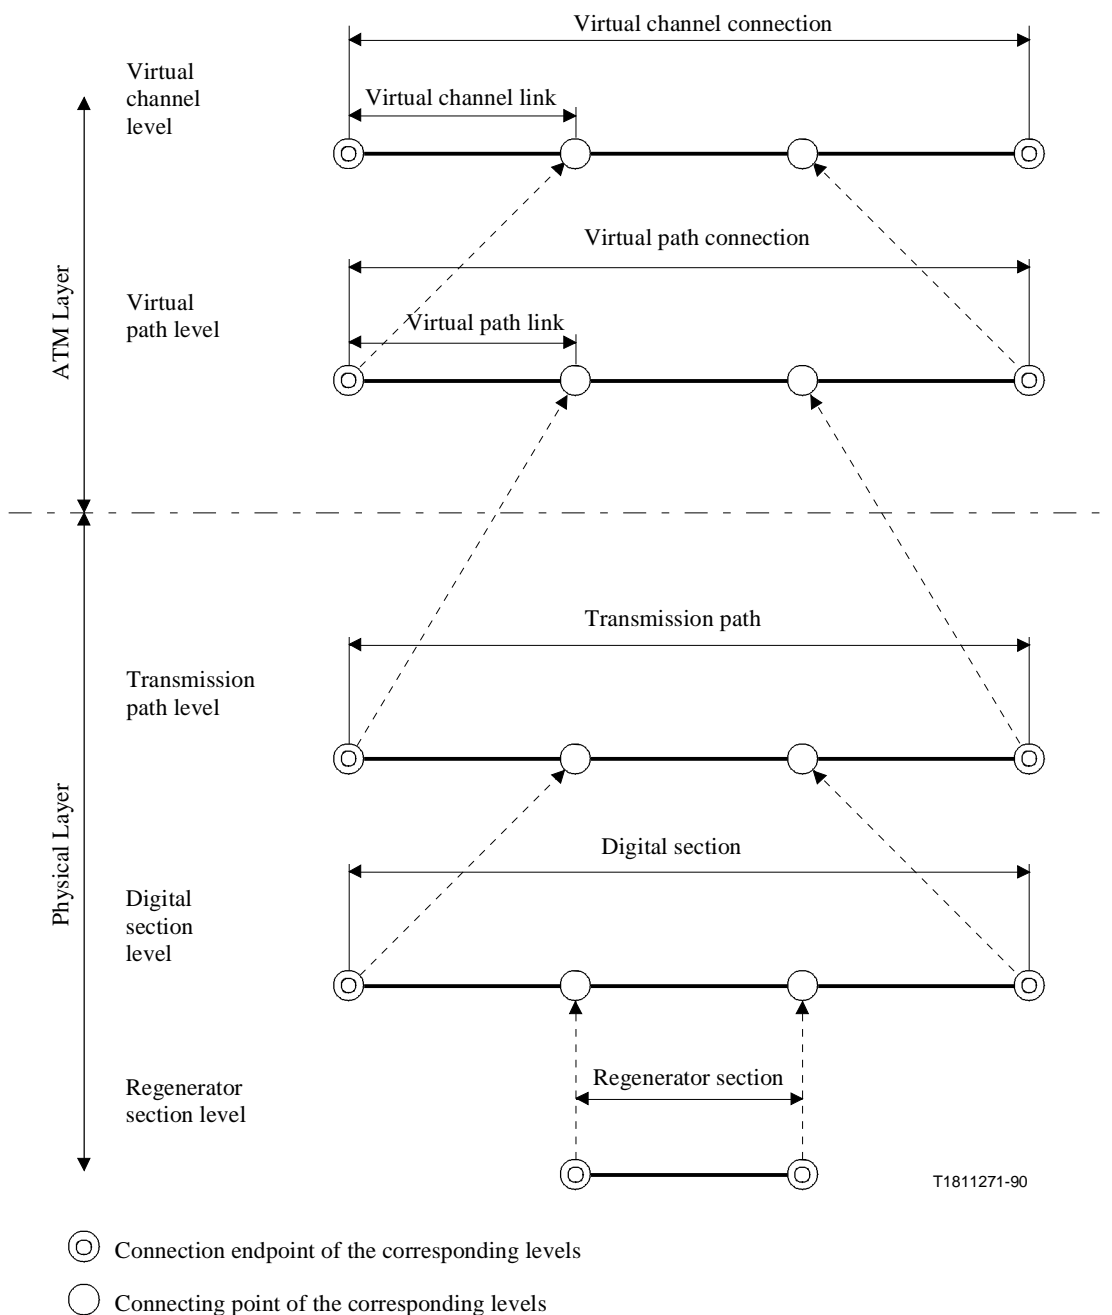 Virtual channel connection
Virtual
channel
level
Virtual channel link
Virtual path connection
Virtual
path level
Virtual path link
ATM Layer
Transmission path
Transmission
path level
Physical Layer
Digital section
Digital
section
level
Regenerator section
Regenerator
section level
T1811271-90
Connection endpoint of the corresponding levels
Connecting point of the corresponding levels